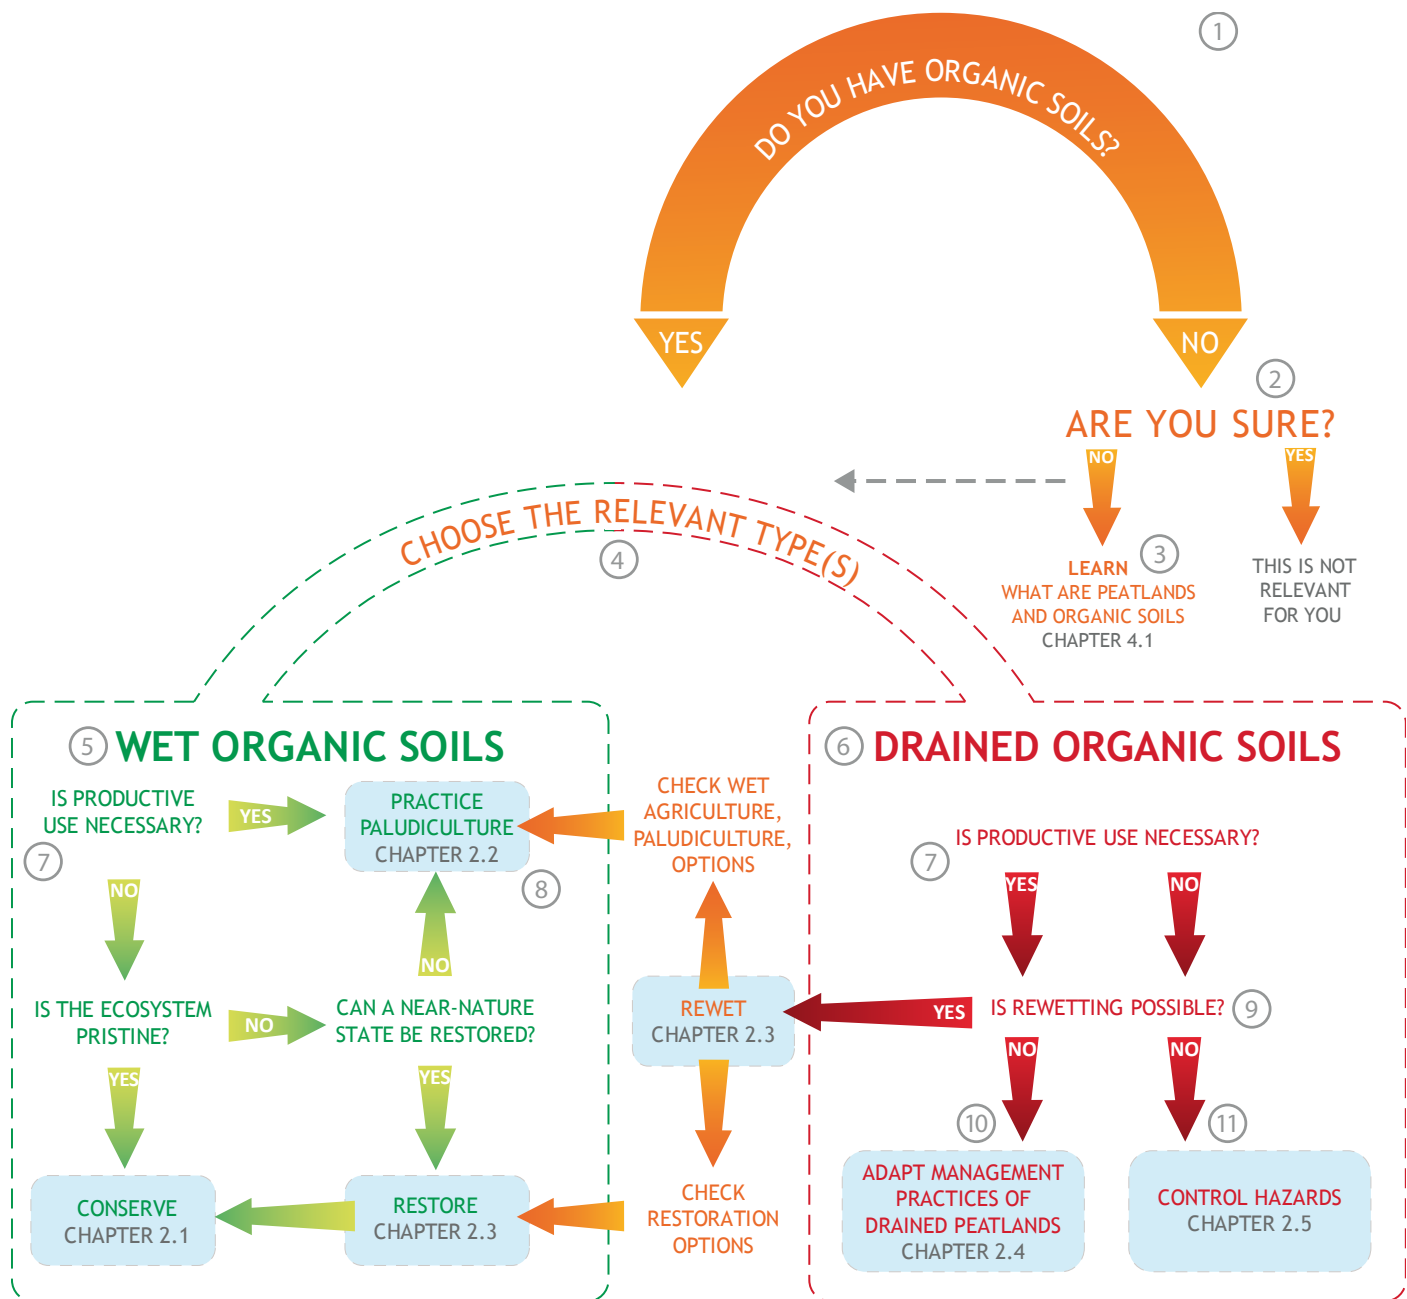 1
DO YOU HAVE ORGANIC SOILS?
YES
NO
2
ARE YOU SURE?
NO
YES
3
LEARN
WHAT ARE PEATLANDS
AND ORGANIC SOILS
CHAPTER 4.1
THIS IS NOT
RELEVANT
FOR YOU
CHOOSE THE RELEVANT TYPE(S)
4
5 WET ORGANIC SOILS
IS PRODUCTIVE
USE NECESSARY?
YES
PRACTICE
PALUDICULTURE
CHAPTER 2.2
7
8
NO
NO
IS THE ECOSYSTEM
PRISTINE?
NO
CAN A NEAR-NATURE
STATE BE RESTORED?
YES
YES
CONSERVE
CHAPTER 2.1
RESTORE
CHAPTER 2.3
CHECK WET
AGRICULTURE,
PALUDICULTURE,
OPTIONS
REWET
CHAPTER 2.3
CHECK
RESTORATION
OPTIONS
6 DRAINED ORGANIC SOILS
IS PRODUCTIVE USE NECESSARY?
7
YES
NO
YES
IS REWETTING POSSIBLE? 9
NO
NO
10
11
ADAPT MANAGEMENT
PRACTICES OF
DRAINED PEATLANDS
CHAPTER 2.4
CONTROL HAZARDS
CHAPTER 2.5